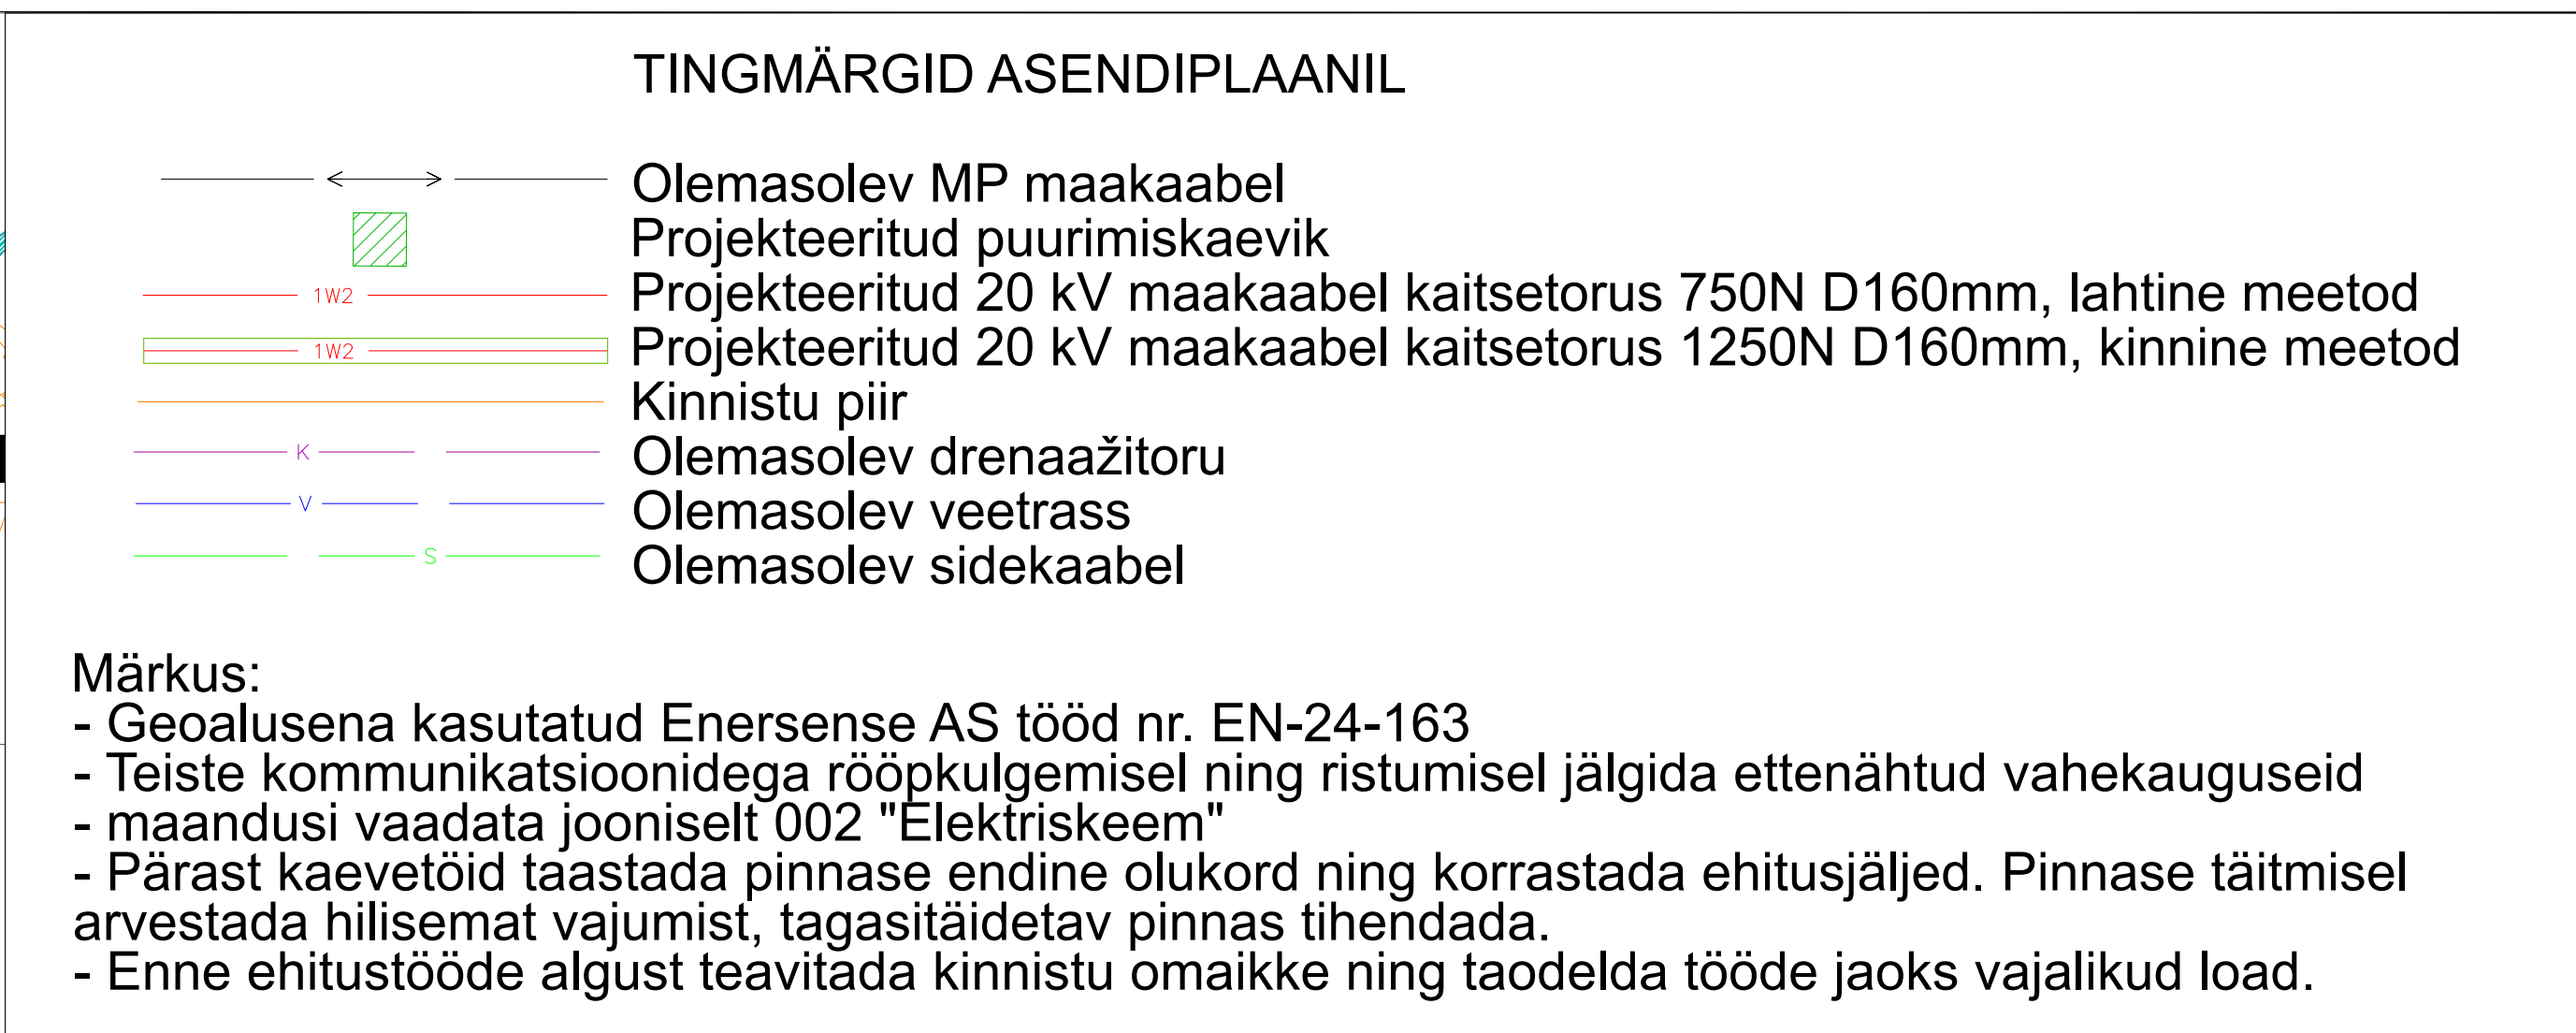 TINGMÄRGID ASENDIPLAANIL
Olemasolev MP maakaabel
Projekteeritud puurimiskaevik
1W2 Projekteeritud 20 kV maakaabel kaitsetorus 750N D160mm, lahtine meetod
1W2 Projekteeritud 20 kV maakaabel kaitsetorus 1250N D160mm, kinnine meetod
Kinnistu piir
K Olemasolev drenaažitoru
V Olemasolev veetrass
S Olemasolev sidekaabel
Märkus:
- Geoalusena kasutatud Enersense AS tööd nr. EN-24-163
- Teiste kommunikatsioonidega rööpkulgemisel ning ristumisel jälgida ettenähtud vahekauguseid
- maandusi vaadata jooniselt 002 "Elektriskeem"
- Pärast kaevetöid taastada pinnase endine olukord ning korrastada ehitusjäljed. Pinnase täitmisel
arvestada hilisemat vajumist, tagasitäidetav pinnas tihendada.
- Enne ehitustööde algust teavitada kinnistu omaikke ning taodelda tööde jaoks vajalikud load.